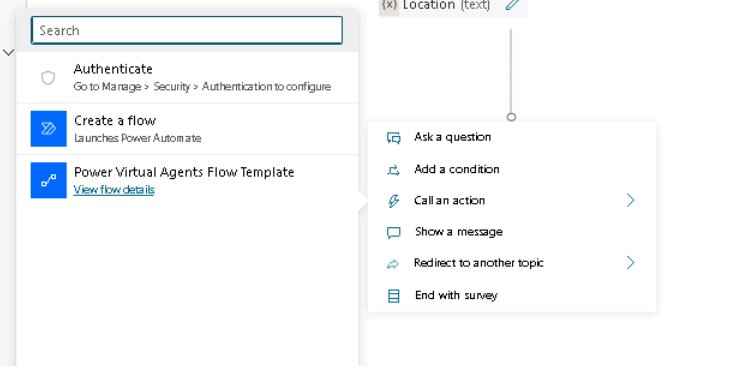 {x} Location (text)
Search
Authenticate
Go to Manage > Security > Authentication to configure
Create a flow
Launches Power Automate
Power Virtual Agents Flow Template
View flow details
Ask a question
Add a condition
Call an action
Show a message
Redirect to another topic
End with survey